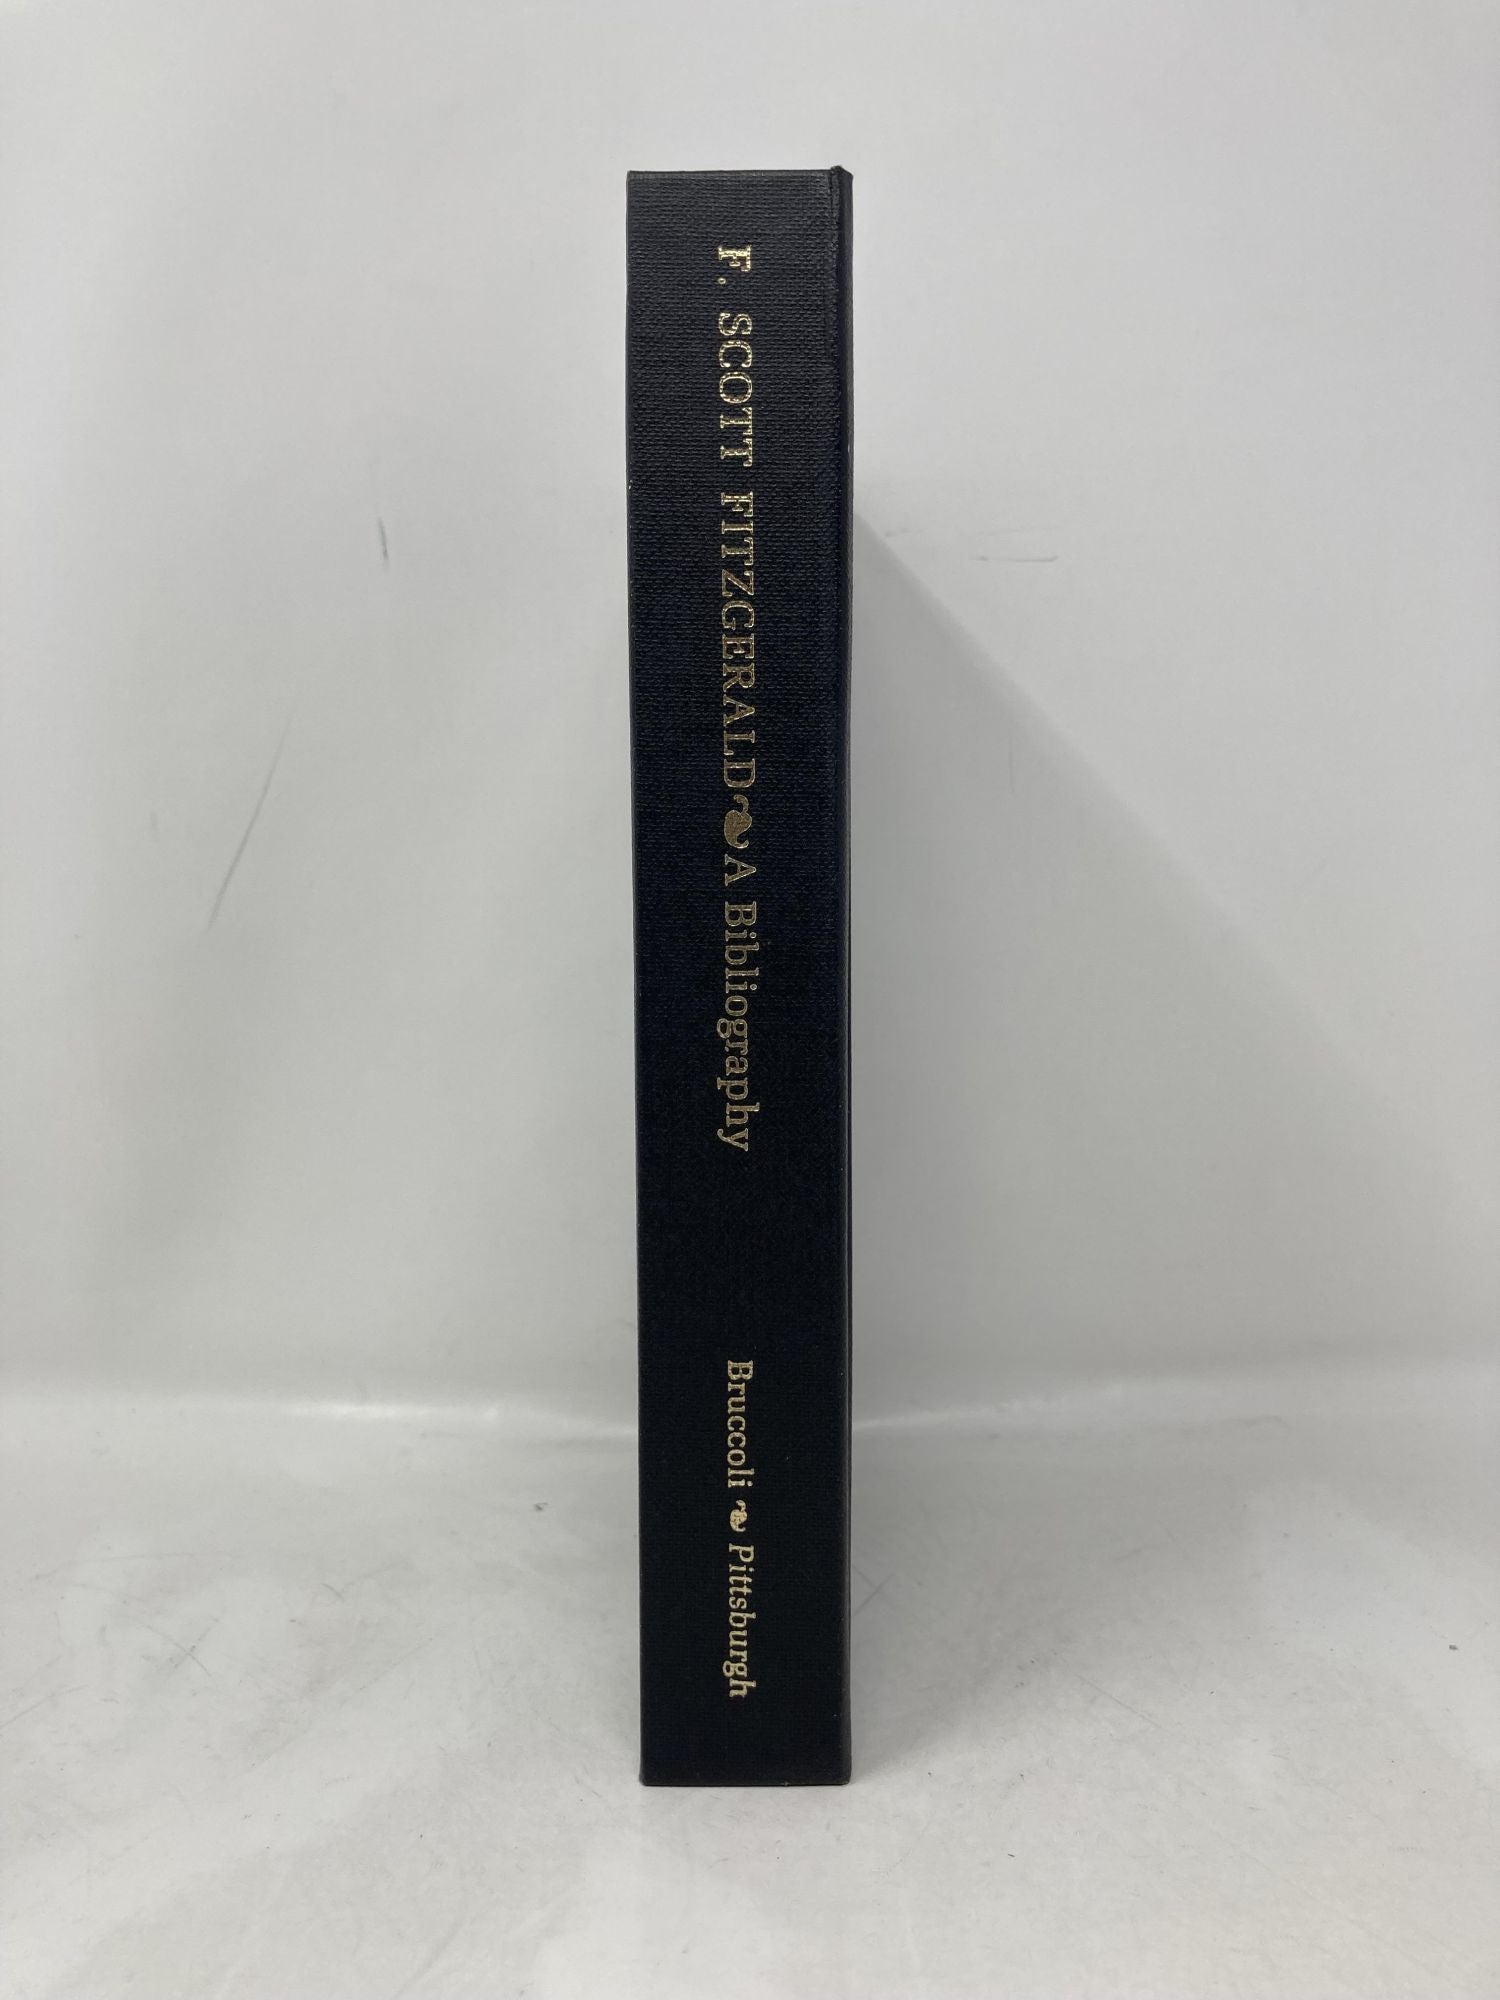 F. SCOTT FITZGERALD❧A Bibliography
Bruccoli ❧ Pittsburgh